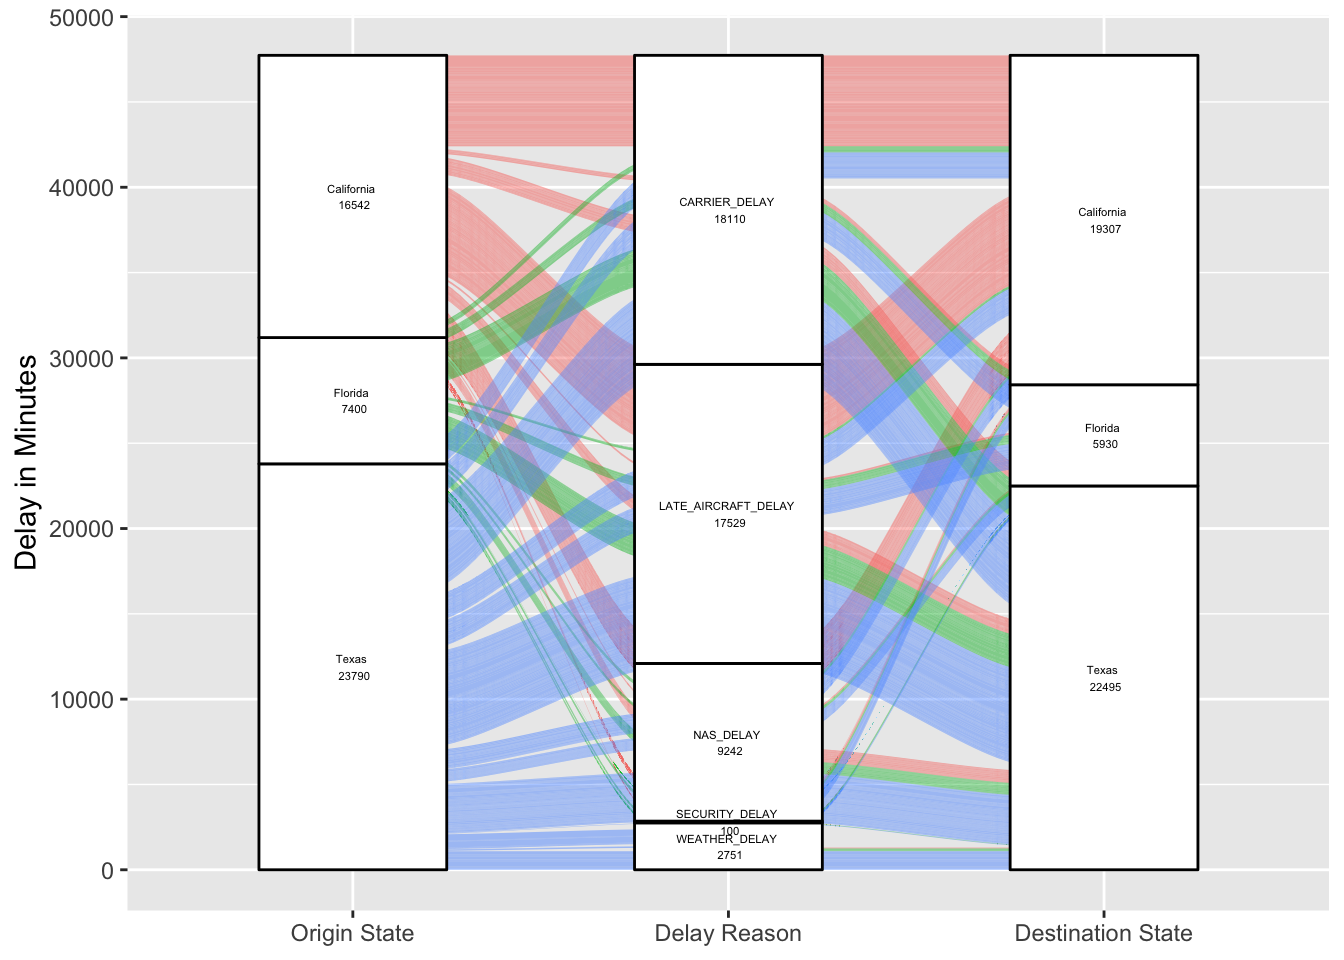 50000
40000
30000
20000
10000
0
Delay in Minutes
California
16542
Florida
7400
Texas
23790
CARRIER_DELAY
18110
LATE_AIRCRAFT_DELAY
17529
NAS_DELAY
9242
SECURITY_DELAY
100
WEATHER_DELAY
2751
California
19307
Florida
5930
Texas
22495
Origin State
Delay Reason
Destination State